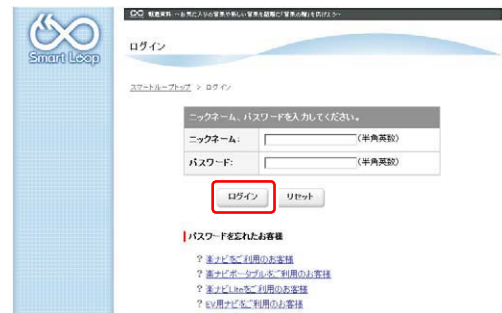 Smart Loop
ログイン
スマートループトップ > ログイン
ニックネーム、パスワードを入力してください。
ニックネーム: (半角英数)
パスワード: (半角英数)
ログイン リセット
パスワードを忘れたお客様
? 楽ナビをご利用のお客様
? 楽ナビポータブルをご利用のお客様
? 楽ナビLiteをご利用のお客様
? EV用ナビをご利用のお客様